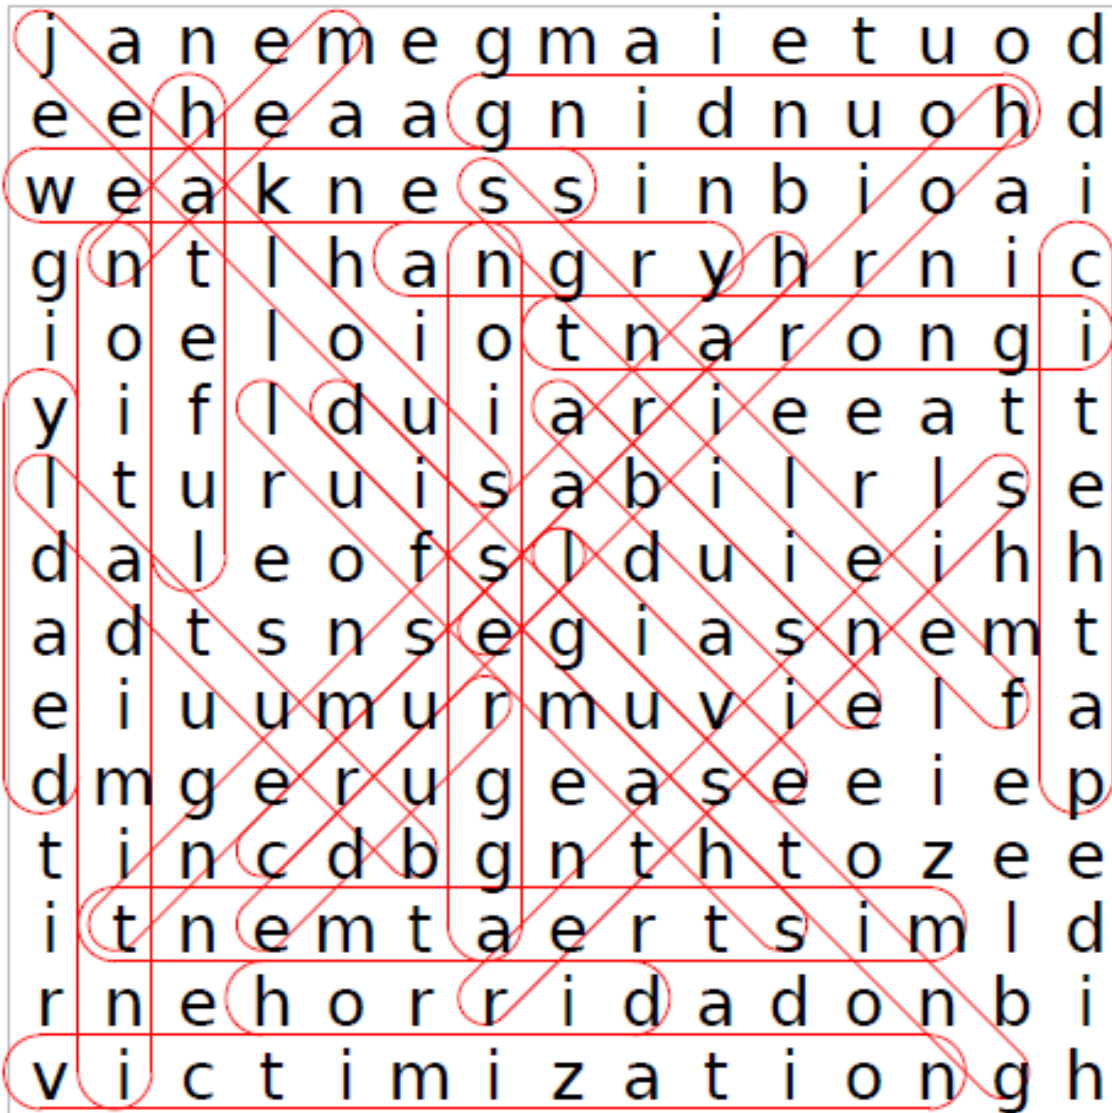 j a n e m e g m a i e t u o d
e e h e a a g n i d n u o h d
w e a k n e s s i n b i o a i
g n t l h a n g r y h r n i c
i o e l o i o t n a r o n g i
y i f l d u i a r i e e a t t
l t u r u i s a b i l r l s e
d a l e o f s l d u i e i h h
a d t s n s e g i a s n e m t
e i u u m u r m u v i e l f a
d m g e r u g e a s e e i e p
t i n c d b g n t h t o z e e
i t n e m t a e r t s i m l d
r n e h o r r i d a d o n b i
v i c t i m i z a t i o n g h